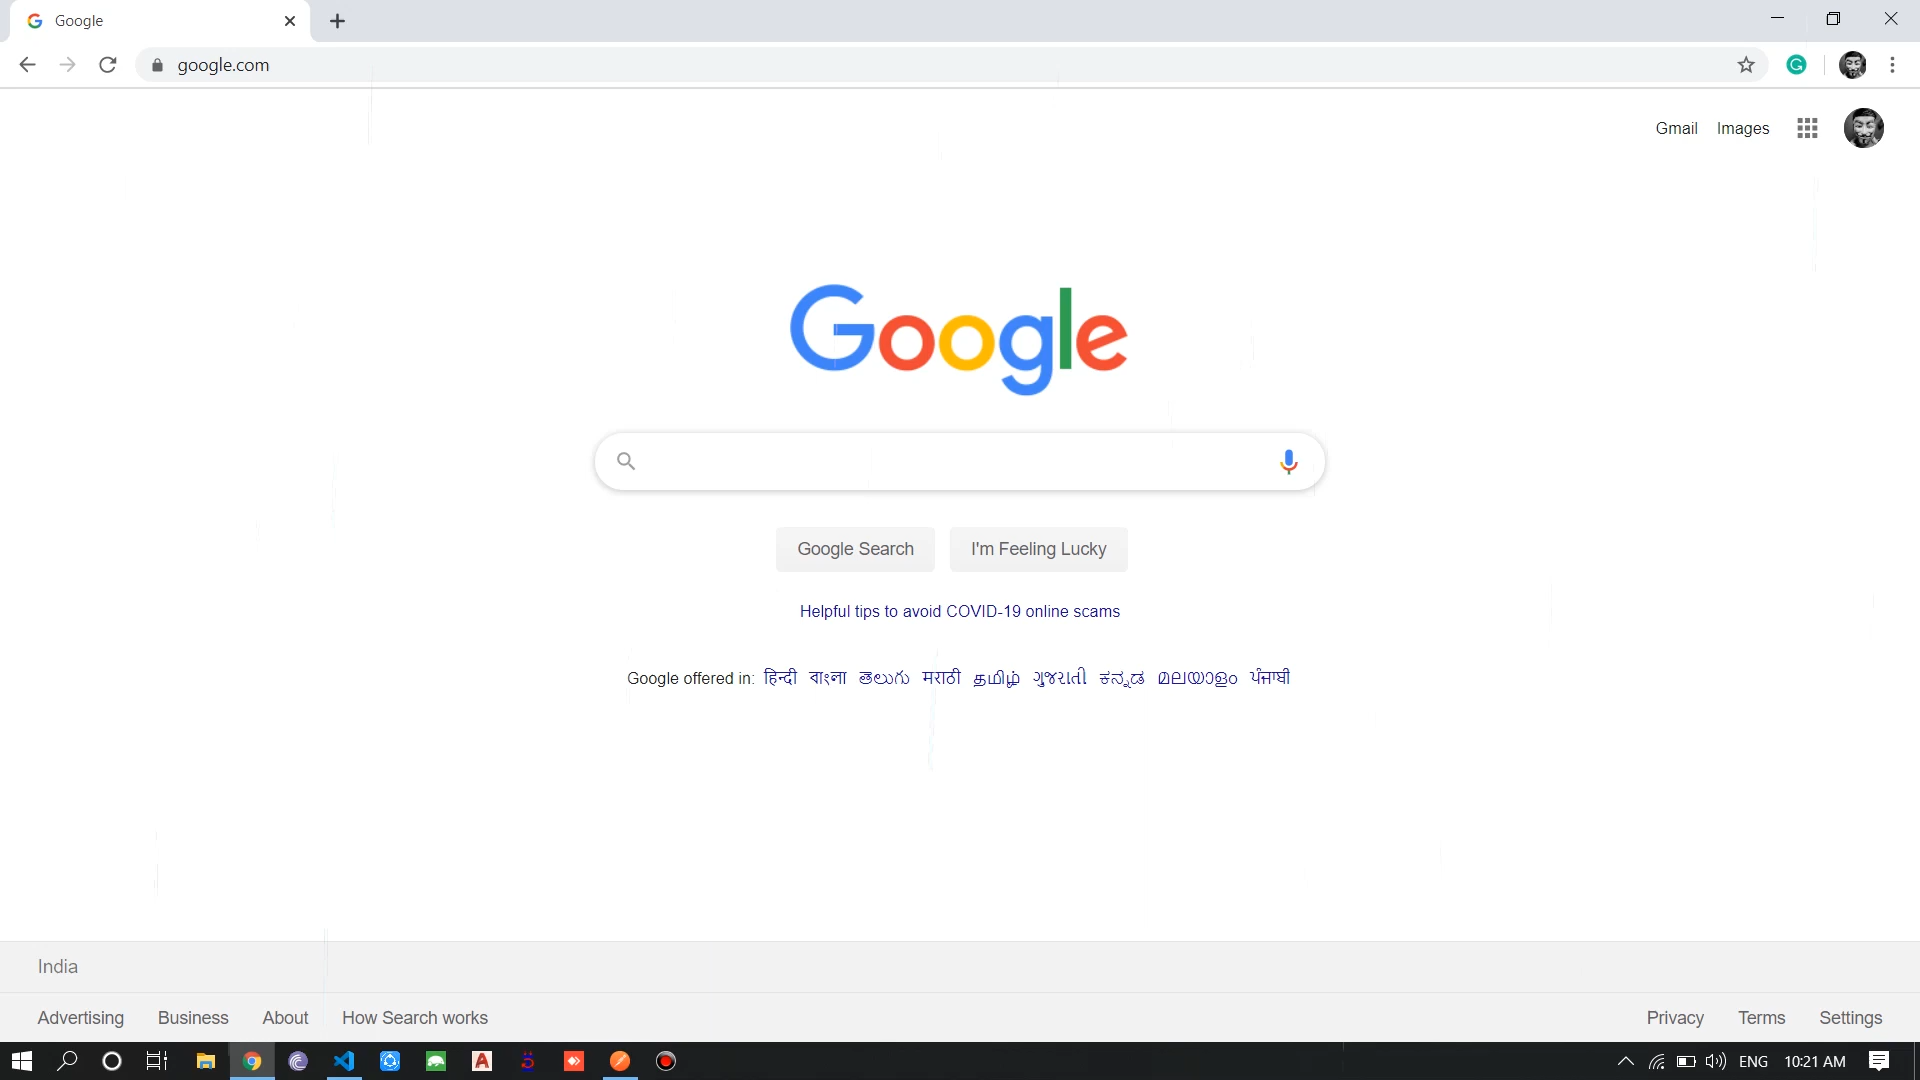 Google
google.com
Gmail Images
Google
Google Search I'm Feeling Lucky
Helpful tips to avoid COVID-19 online scams
Google offered in: हिन्दी বাংলা తెలుగు मराठी தமிழ் ગુજરાતી ಕನ್ನಡ മലയാളം ਪੰਜਾਬੀ
India
Advertising Business About How Search works Privacy Terms Settings
ENG 10:21 AM